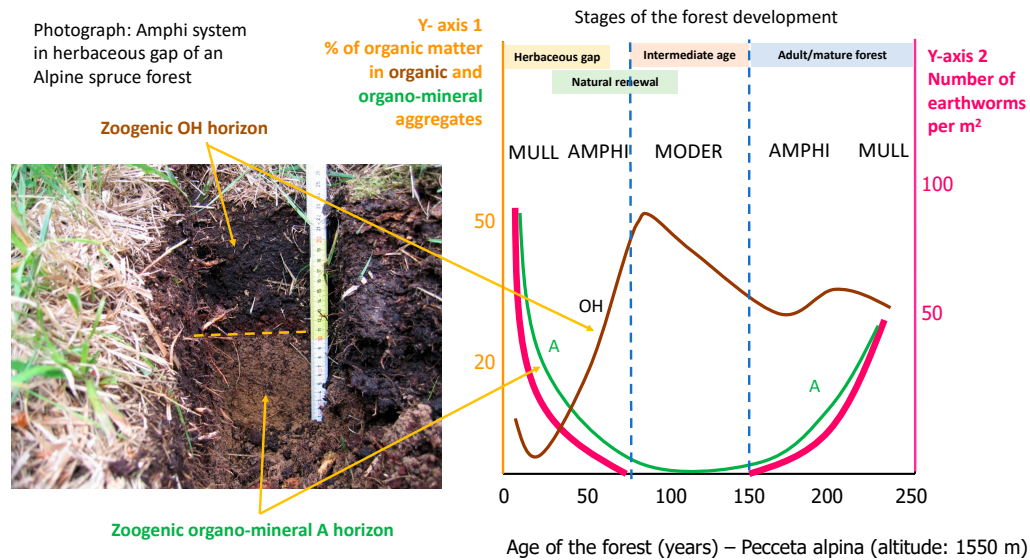 Photograph: Amphi system
in herbaceous gap of an
Alpine spruce forest
Zoogenic OH horizon
Zoogenic organo-mineral A horizon
Y- axis 1
% of organic matter
in organic and
organo-mineral
aggregates
Stages of the forest development
Herbaceous gap
Intermediate age
Adult/mature forest
Natural renewal
Y-axis 2
Number of
earthworms
per m²
MULL AMPHI MODER AMPHI MULL
50
20
100
50
OH
A
A
0 50 100 150 200 250
Age of the forest (years) – Pecceta alpina (altitude: 1550 m)